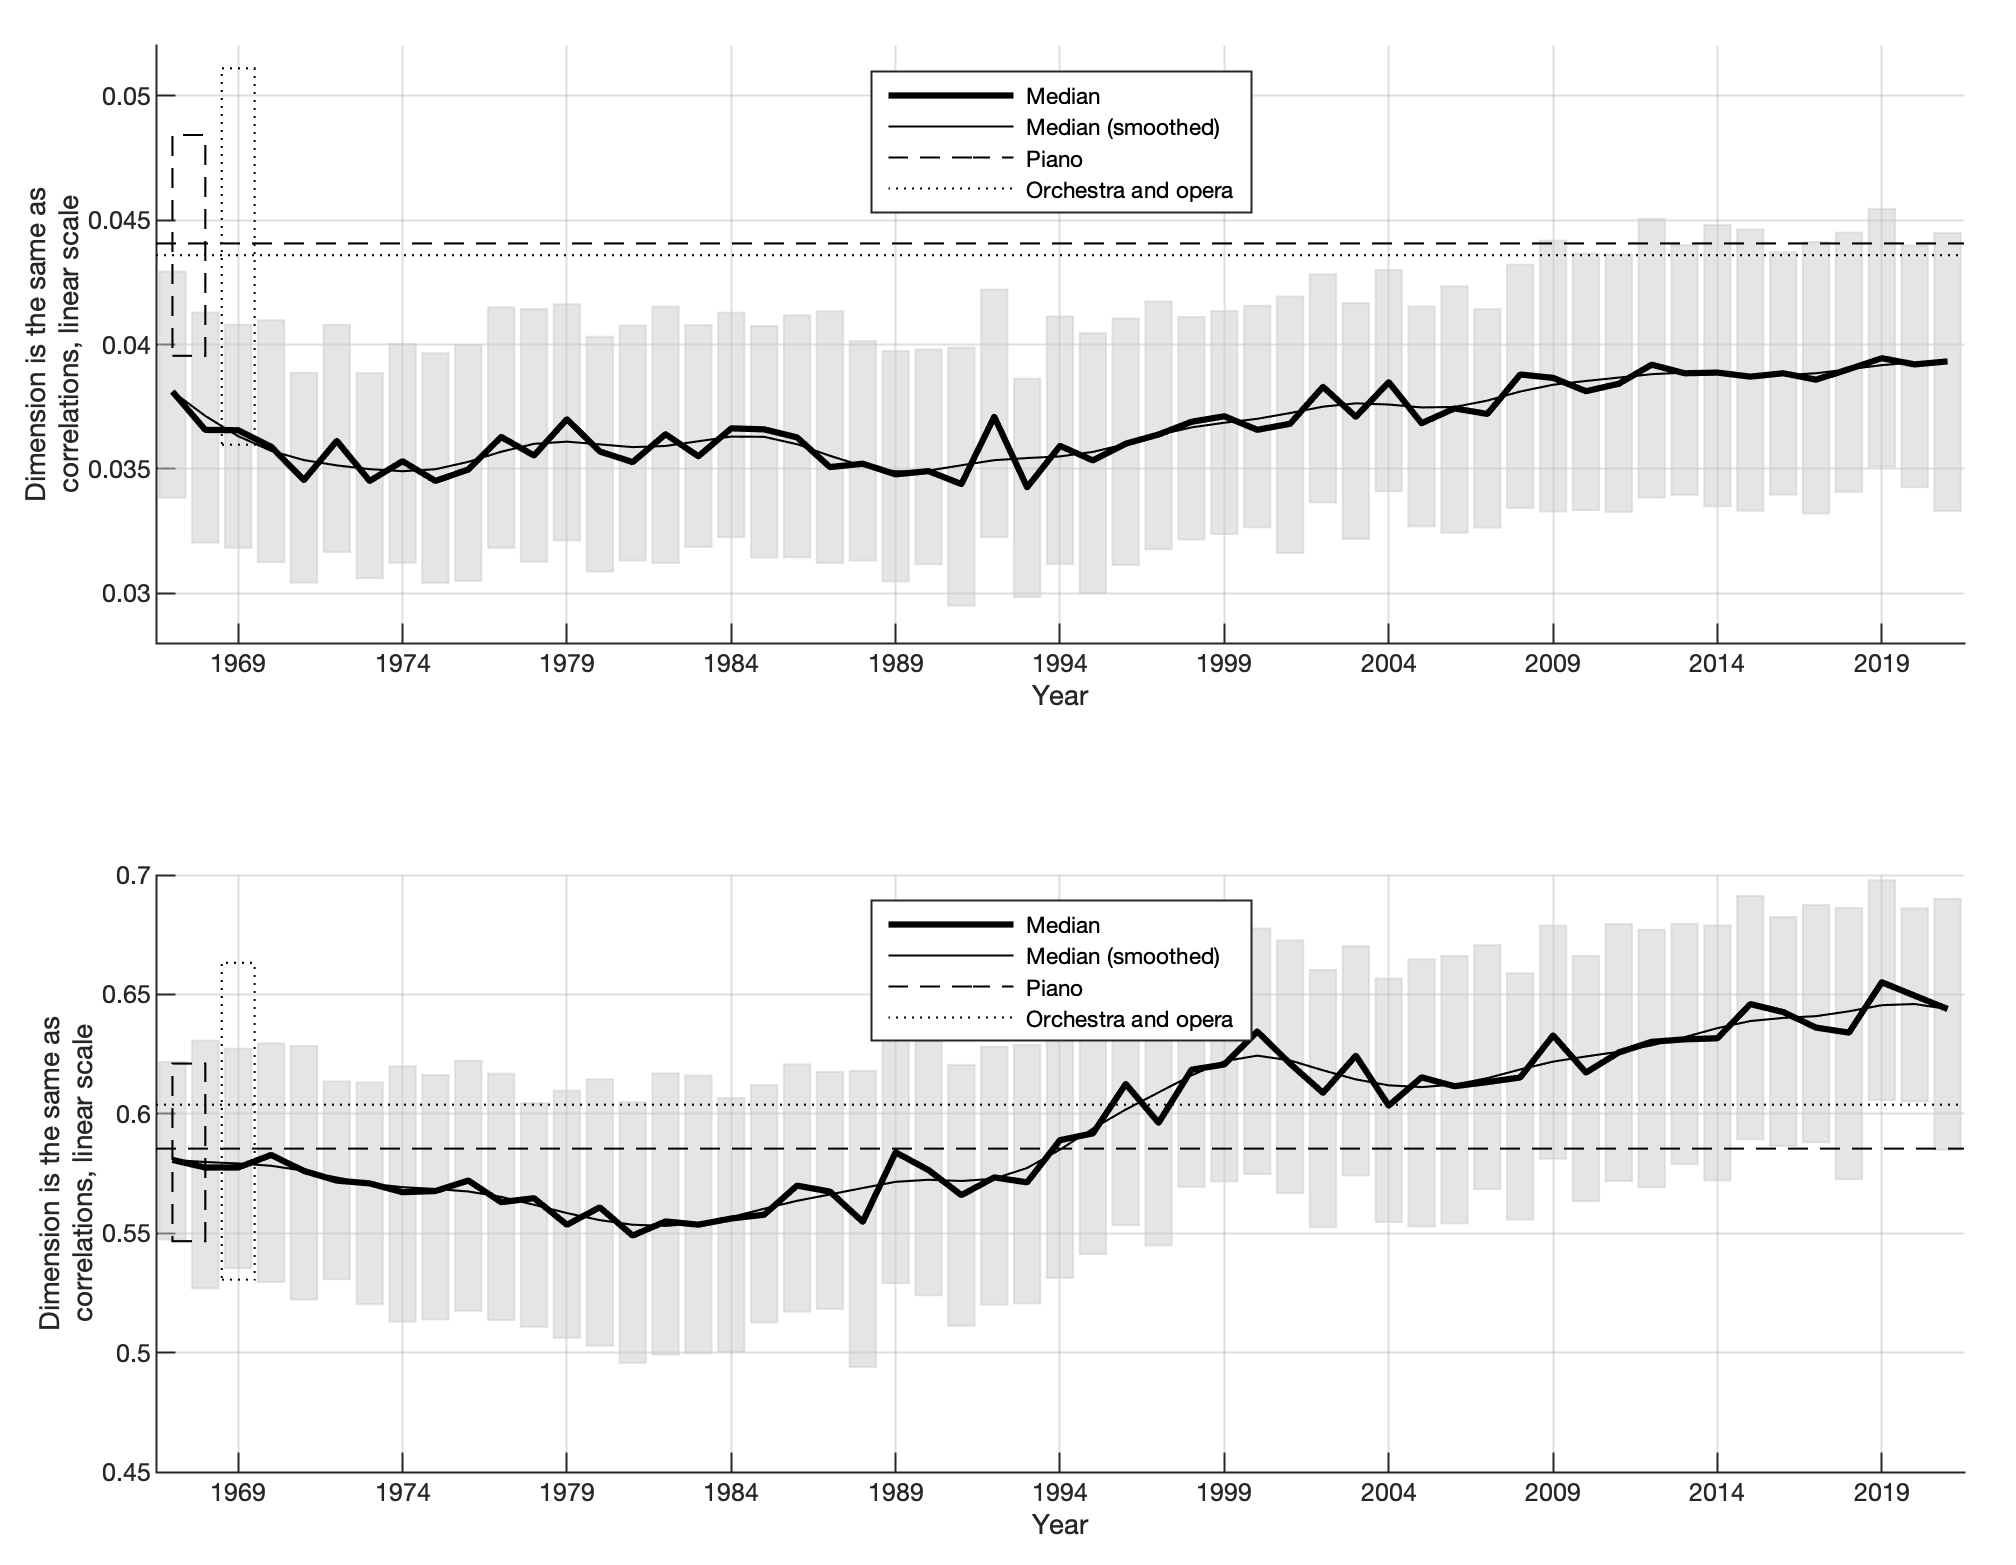 Dimension is the same as
correlations, linear scale
0.05
0.045
0.04
0.035
0.03
Median
Median (smoothed)
Piano
Orchestra and opera
1969 1974 1979 1984 1989 1994 1999 2004 2009 2014 2019
Year
Dimension is the same as
correlations, linear scale
0.7
0.65
0.6
0.55
0.5
0.45
Median
Median (smoothed)
Piano
Orchestra and opera
1969 1974 1979 1984 1989 1994 1999 2004 2009 2014 2019
Year